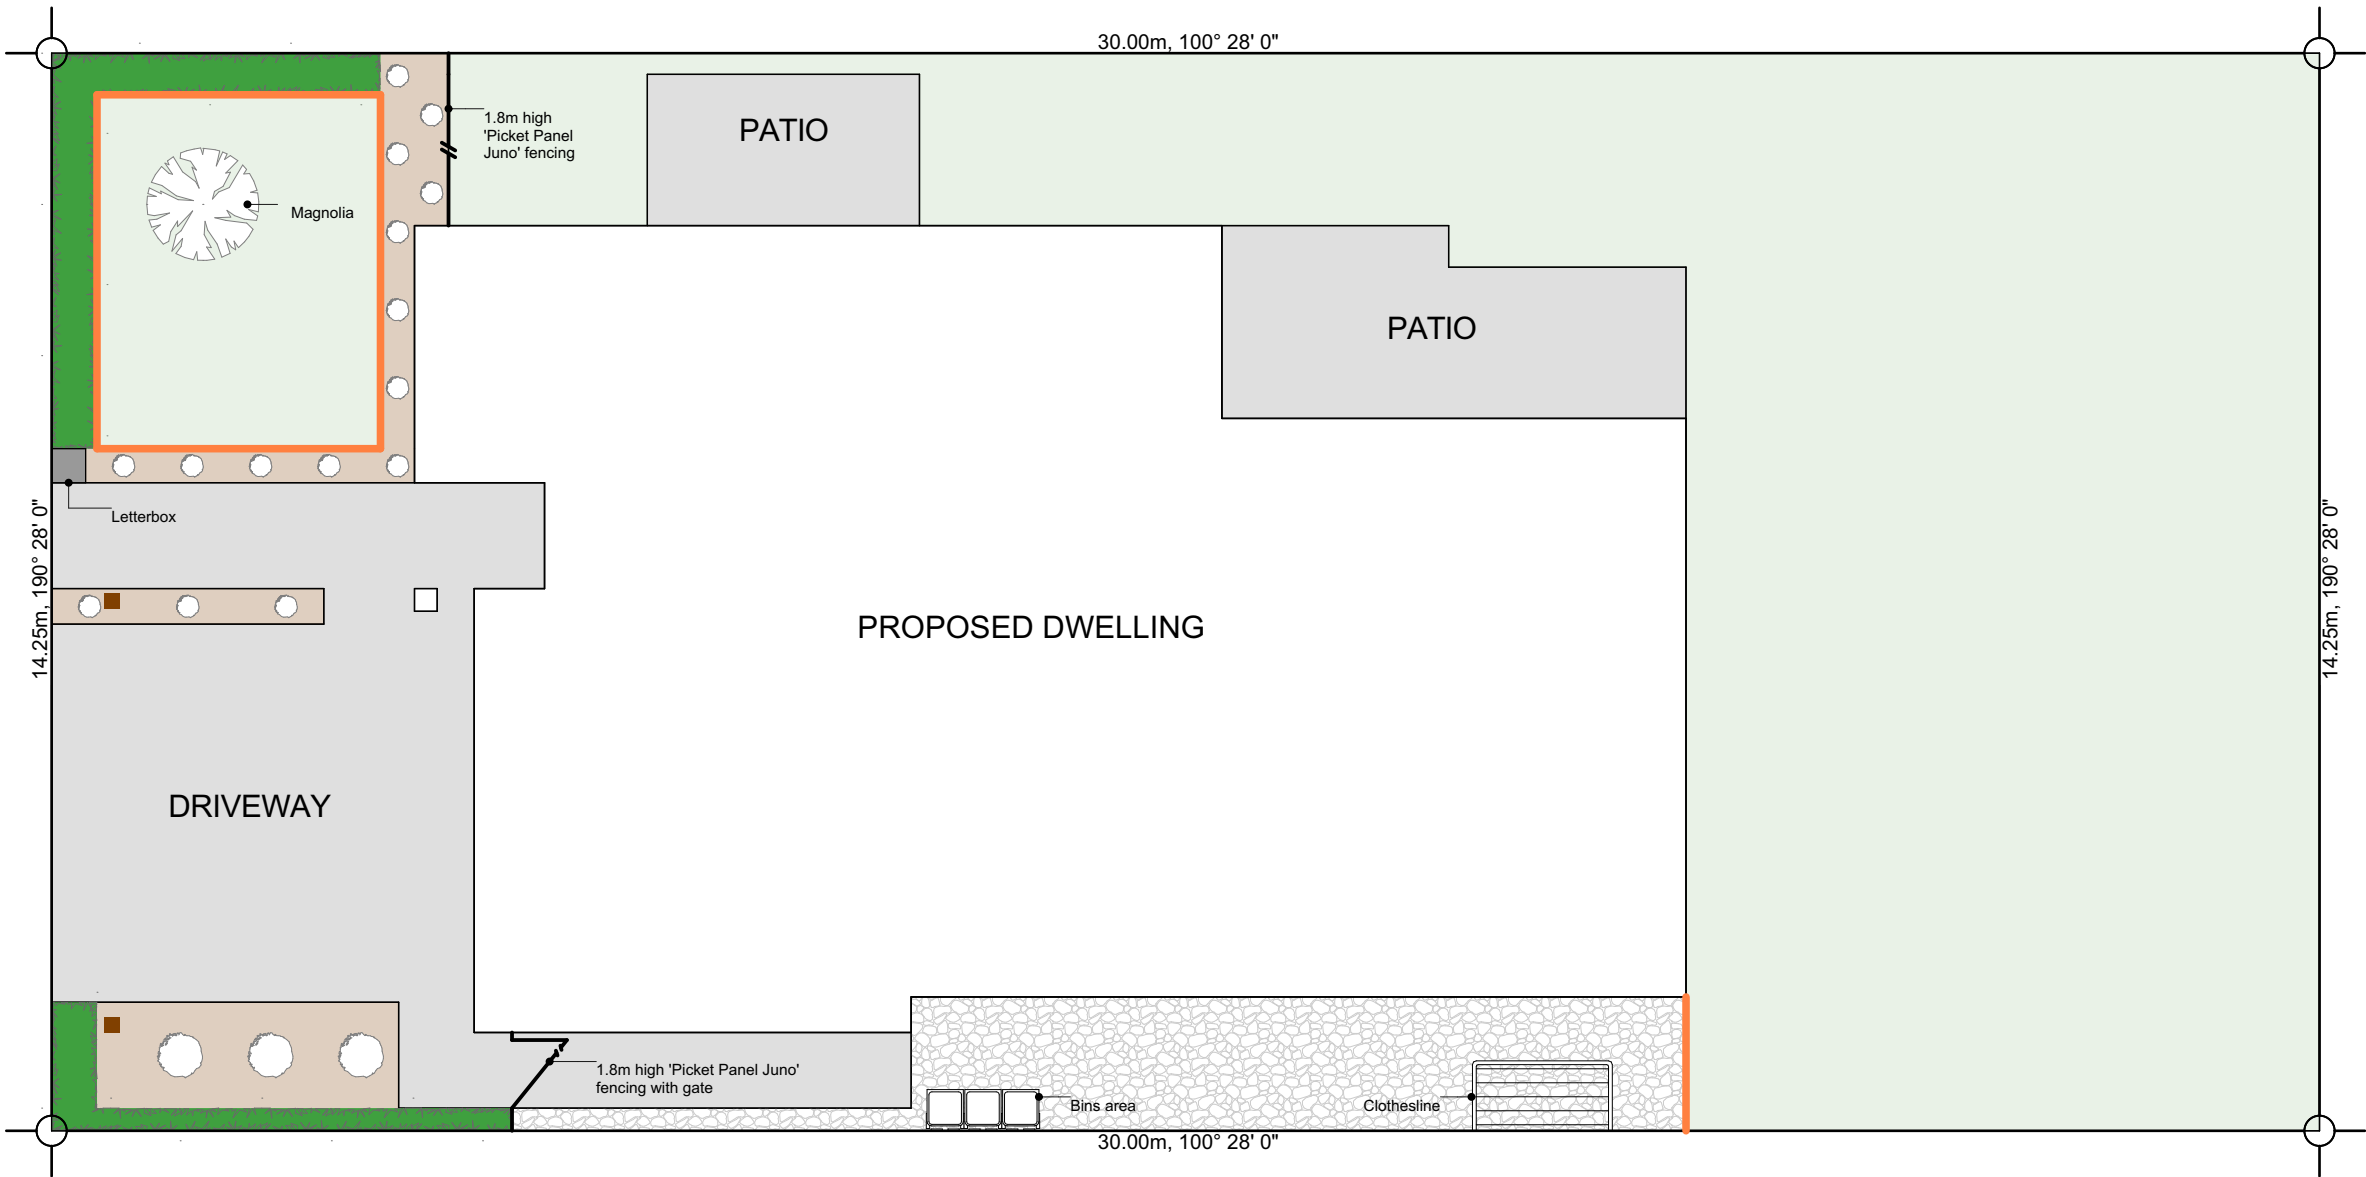 30.00m, 100° 28' 0"
1.8m high
'Picket Panel
Juno' fencing
PATIO
Magnolia
PATIO
Letterbox
14.25m, 190° 28' 0"
14.25m, 190° 28' 0"
PROPOSED DWELLING
DRIVEWAY
1.8m high 'Picket Panel Juno'
fencing with gate
Bins area
Clothesline
30.00m, 100° 28' 0"